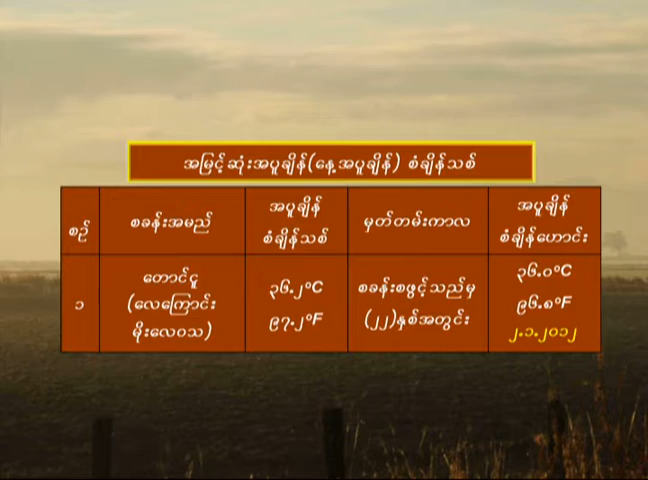 အမြင့်ဆုံးအပူချိန်(နေ့အပူချိန်) စံချိန်သစ်
စဉ်
စခန်းအမည်
အပူချိန်
စံချိန်သစ်
မှတ်တမ်းကာလ
အပူချိန်
စံချိန်ဟောင်း
၁
တောင်ငူ
(လေကြောင်း
မိုးလေဝသ)
၃၆.၂°C
၉၇.၂°F
စခန်းစဖွင့်သည်မှ
(၂၂)နှစ်အတွင်း
၃၆.၀°C
၉၆.၈°F
၂.၁.၂၀၁၂